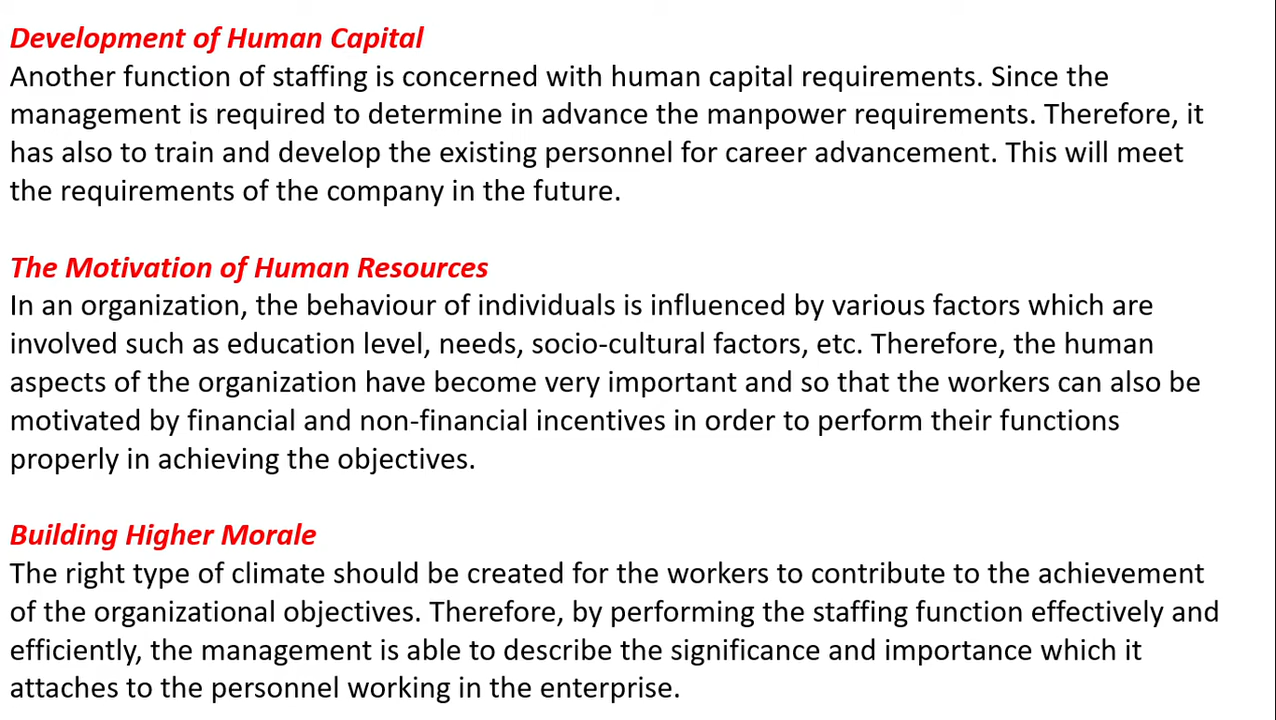 Development of Human Capital
Another function of staffing is concerned with human capital requirements. Since the
management is required to determine in advance the manpower requirements. Therefore, it
has also to train and develop the existing personnel for career advancement. This will meet
the requirements of the company in the future.
The Motivation of Human Resources
In an organization, the behaviour of individuals is influenced by various factors which are
involved such as education level, needs, socio-cultural factors, etc. Therefore, the human
aspects of the organization have become very important and so that the workers can also be
motivated by financial and non-financial incentives in order to perform their functions
properly in achieving the objectives.
Building Higher Morale
The right type of climate should be created for the workers to contribute to the achievement
of the organizational objectives. Therefore, by performing the staffing function effectively and
efficiently, the management is able to describe the significance and importance which it
attaches to the personnel working in the enterprise.